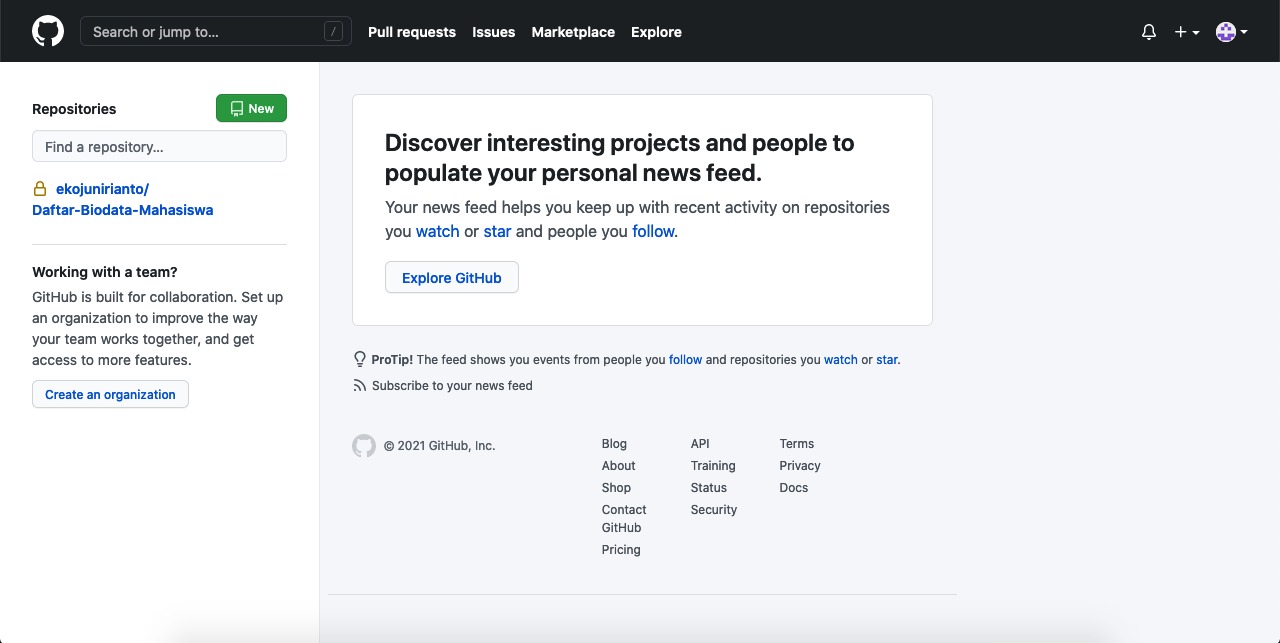 Search or jump to…
/
Pull requests
Issues
Marketplace
Explore
Repositories
New
Find a repository…
ekojunirianto/
Daftar-Biodata-Mahasiswa
Working with a team?
GitHub is built for collaboration. Set up
an organization to improve the way
your team works together, and get
access to more features.
Create an organization
Discover interesting projects and people to
populate your personal news feed.
Your news feed helps you keep up with recent activity on repositories
you watch or star and people you follow.
Explore GitHub
ProTip! The feed shows you events from people you follow and repositories you watch or star.
Subscribe to your news feed
© 2021 GitHub, Inc.
Blog
About
Shop
Contact
GitHub
Pricing
API
Training
Status
Security
Terms
Privacy
Docs